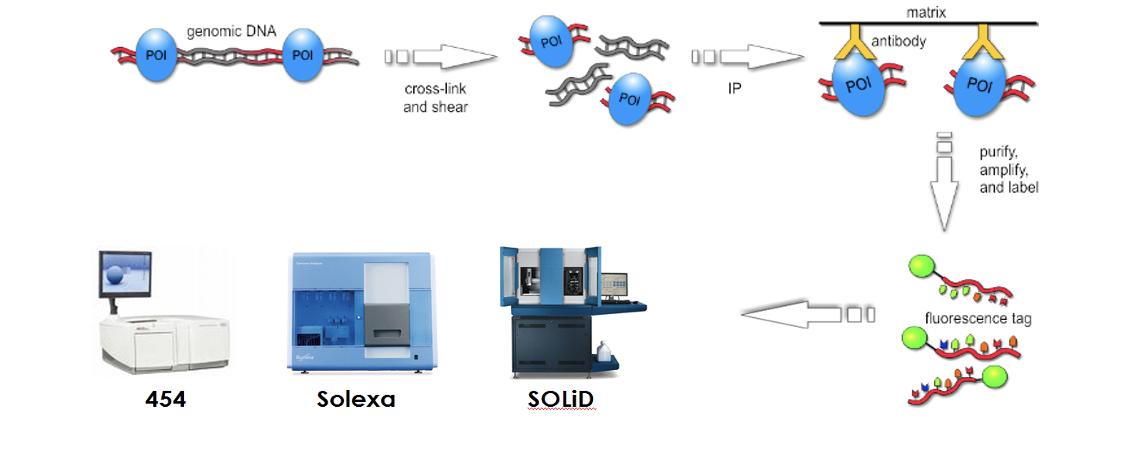 genomic DNA
POI
POI
cross-link
and shear
POI
POI
IP
matrix
antibody
POI
POI
purify,
amplify,
and label
fluorescence tag
454
Solexa
SOLiD